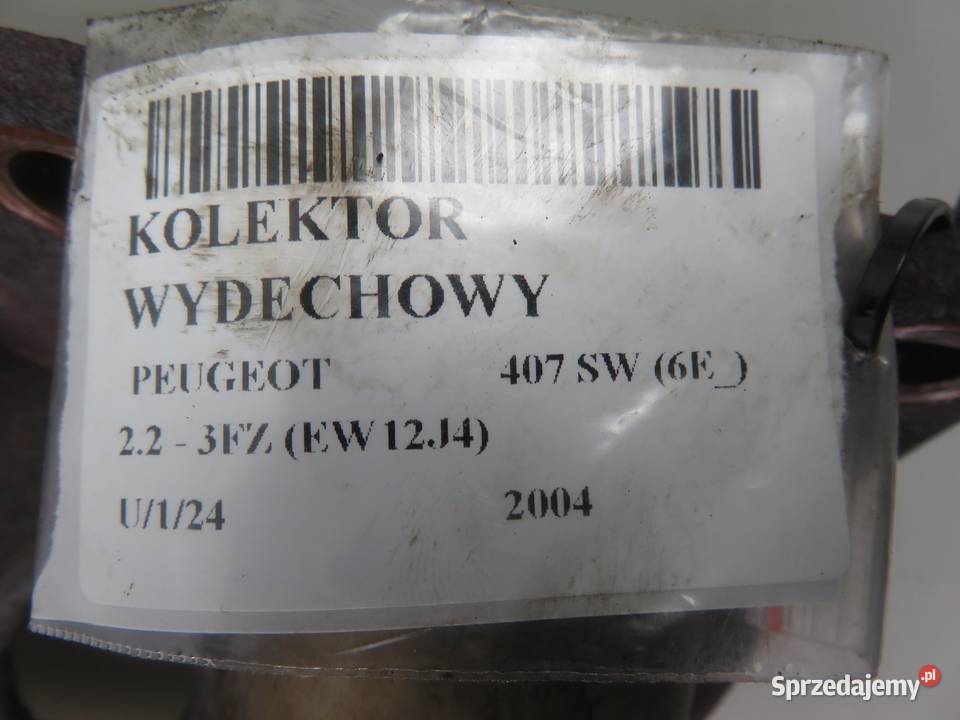 KOLEKTOR
WYDECHOWY
PEUGEOT 407 SW (6E_)
2.2 - 3FZ (EW12J4)
U/1/24 2004
Sprzedajemy.pl